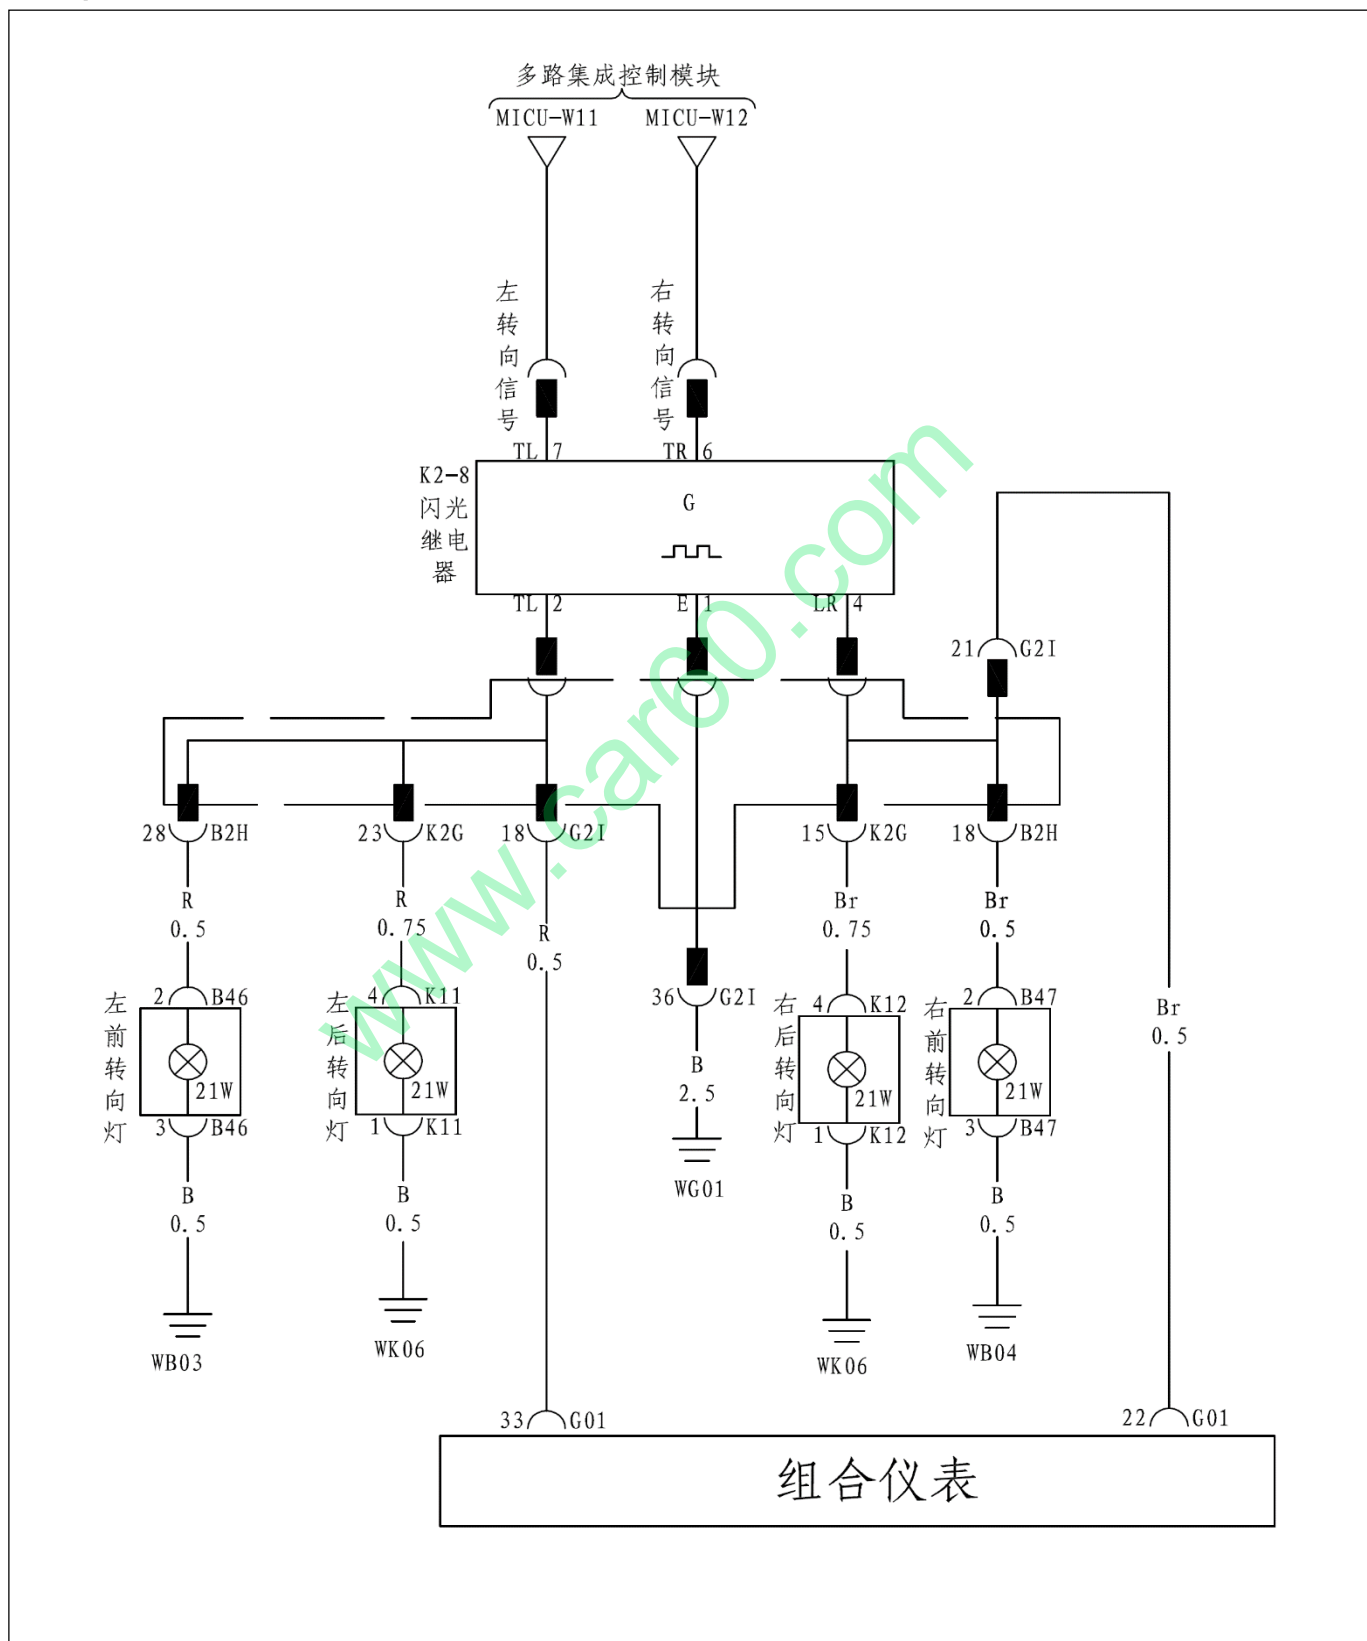 多路集成控制模块
MICU-W11 MICU-W12
左转向信号
右转向信号
TL 7 TR 6
K2-8
闪光
继电
器
G
TL 2 E 1 LR 4
21 G2I
28 B2H 23 K2G 18 G2I 15 K2G 18 B2H
R R Br Br
0.5 0.75 0.75 0.5
R
0.5
2 B46 4 K11 36 G2I 4 K12 2 B47
Br
0.5
左前转向灯
21W
左后转向灯
21W
B
2.5
右后转向灯
21W
右前转向灯
21W
3 B46 1 K11 1 K12 3 B47
WG01
B B B B
0.5 0.5 0.5 0.5
WB03 WK06 WK06 WB04
33 G01 22 G01
组合仪表
www.car60.com